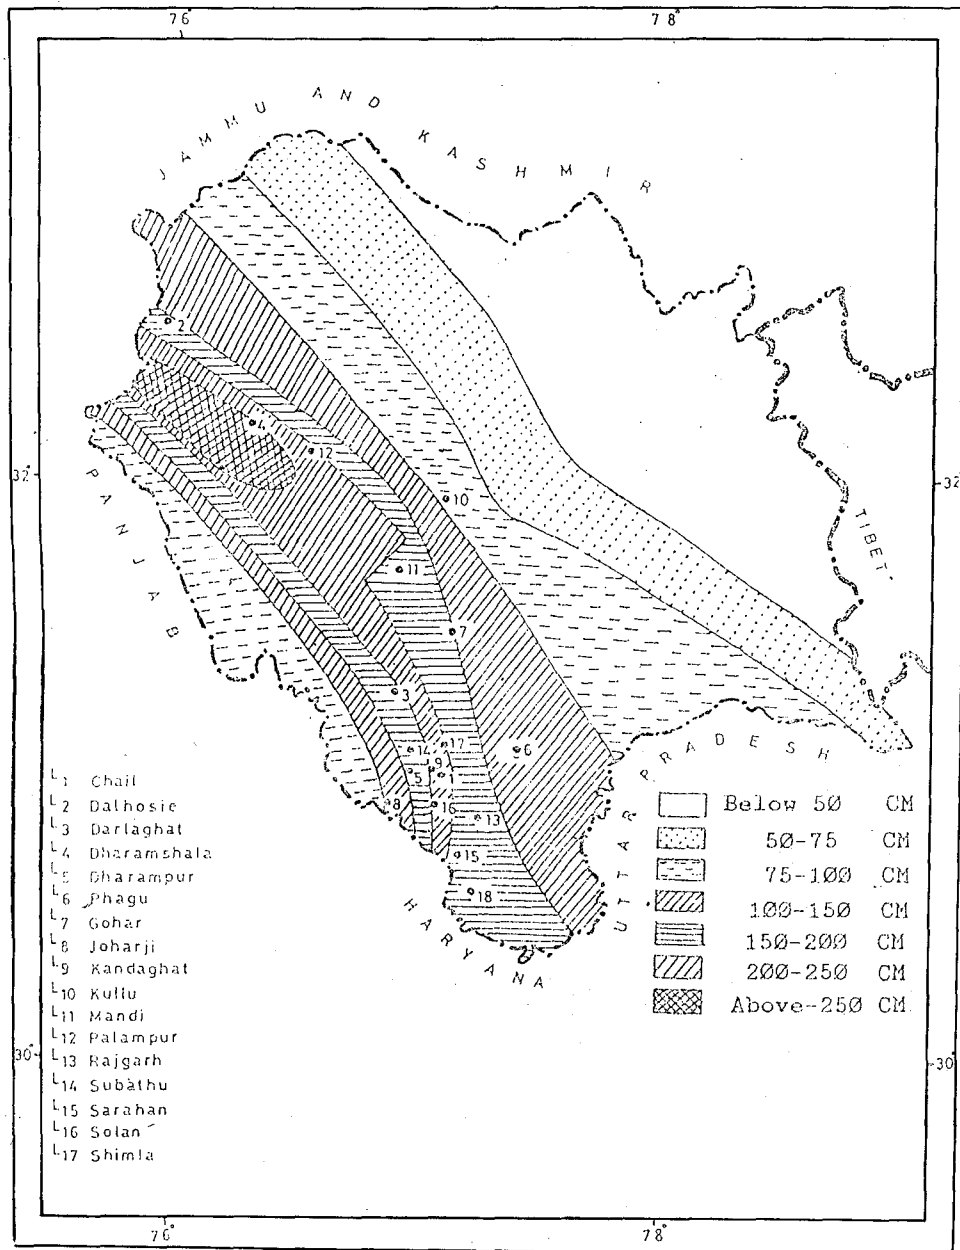 76°
78°
JAMMU AND KASHMIR
PANJAB
TIBET
UTTAR PRADESH
HARYANA
32°
32
30°
30
2
4
12
10
11
7
3
14
17
9
5
1
6
8
16
13
15
18
L1 Chail
L2 Dalhosie
L3 Darlaghat
L4 Dharamshala
L5 Dharampur
L6 Phagu
L7 Gohar
L8 Joharji
L9 Kandaghat
L10 Kullu
L11 Mandi
L12 Palampur
L13 Rajgarh
L14 Subathu
L15 Sarahan
L16 Solan
L17 Shimla
Below 50 CM
50-75 CM
75-100 CM
100-150 CM
150-200 CM
200-250 CM
Above-250 CM
76°
78°